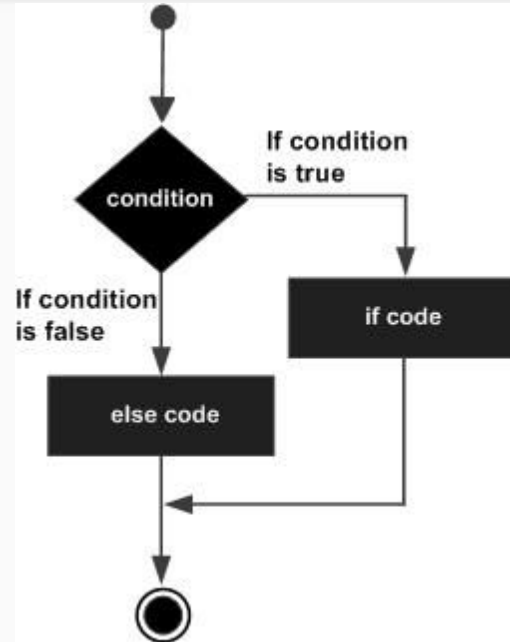 If condition
is true
condition
If condition
is false
if code
else code